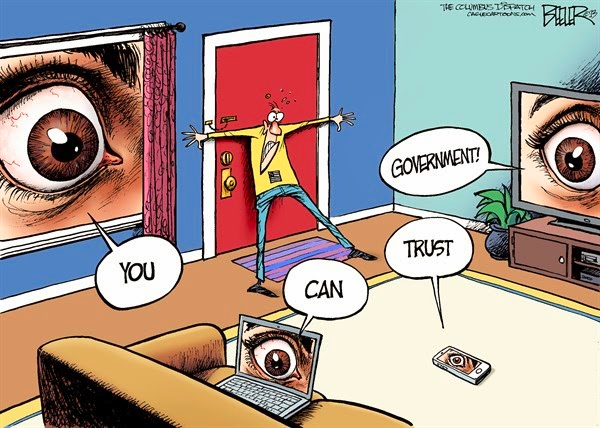 THE COLUMBUS DISPATCH
CAGLECARTOONS.COM
BEELER
YOU
CAN
TRUST
GOVERNMENT!